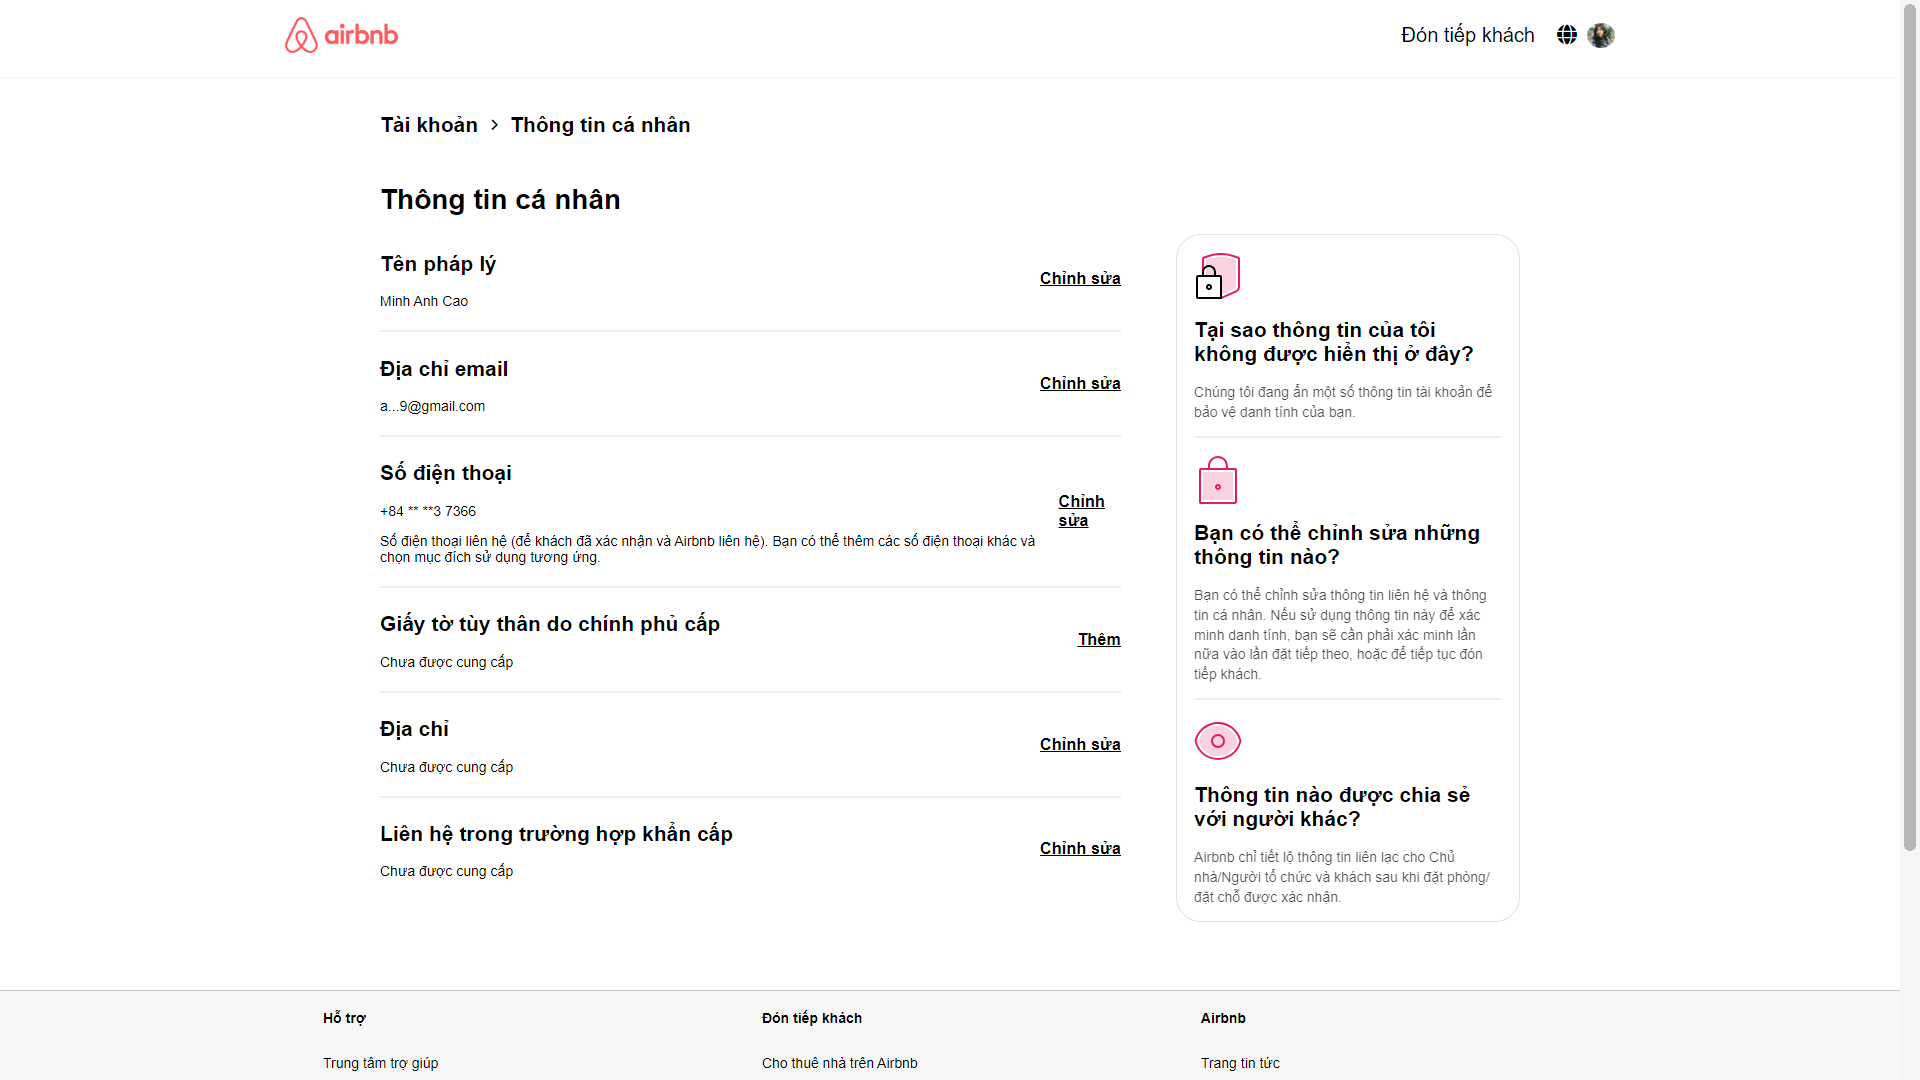 airbnb
Đón tiếp khách
Tài khoản > Thông tin cá nhân
Thông tin cá nhân
Tên pháp lý
Chỉnh sửa
Minh Anh Cao
Địa chỉ email
Chỉnh sửa
a...9@gmail.com
Số điện thoại
+84 ** **3 7366
Chỉnh
sửa
Số điện thoại liên hệ (để khách đã xác nhận và Airbnb liên hệ). Bạn có thể thêm các số điện thoại khác và
chọn mục đích sử dụng tương ứng.
Giấy tờ tùy thân do chính phủ cấp
Thêm
Chưa được cung cấp
Địa chỉ
Chỉnh sửa
Chưa được cung cấp
Liên hệ trong trường hợp khẩn cấp
Chỉnh sửa
Chưa được cung cấp
Tại sao thông tin của tôi
không được hiển thị ở đây?
Chúng tôi đang ẩn một số thông tin tài khoản để
bảo vệ danh tính của bạn.
Bạn có thể chỉnh sửa những
thông tin nào?
Bạn có thể chỉnh sửa thông tin liên hệ và thông
tin cá nhân. Nếu sử dụng thông tin này để xác
minh danh tính, bạn sẽ cần phải xác minh lần
nữa vào lần đặt tiếp theo, hoặc để tiếp tục đón
tiếp khách.
Thông tin nào được chia sẻ
với người khác?
Airbnb chỉ tiết lộ thông tin liên lạc cho Chủ
nhà/Người tổ chức và khách sau khi đặt phòng/
đặt chỗ được xác nhận.
Hỗ trợ
Đón tiếp khách
Airbnb
Trung tâm trợ giúp
Cho thuê nhà trên Airbnb
Trang tin tức